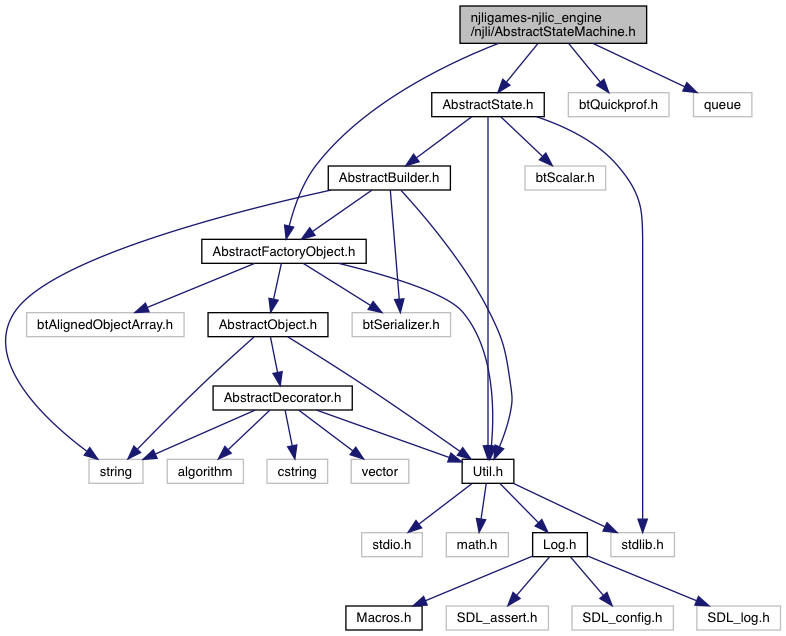 njligames-njlic_engine
/njli/AbstractStateMachine.h
AbstractState.h
btQuickprof.h
queue
AbstractBuilder.h
btScalar.h
AbstractFactoryObject.h
btAlignedObjectArray.h
AbstractObject.h
btSerializer.h
AbstractDecorator.h
string
algorithm
cstring
vector
Util.h
stdio.h
math.h
Log.h
stdlib.h
Macros.h
SDL_assert.h
SDL_config.h
SDL_log.h